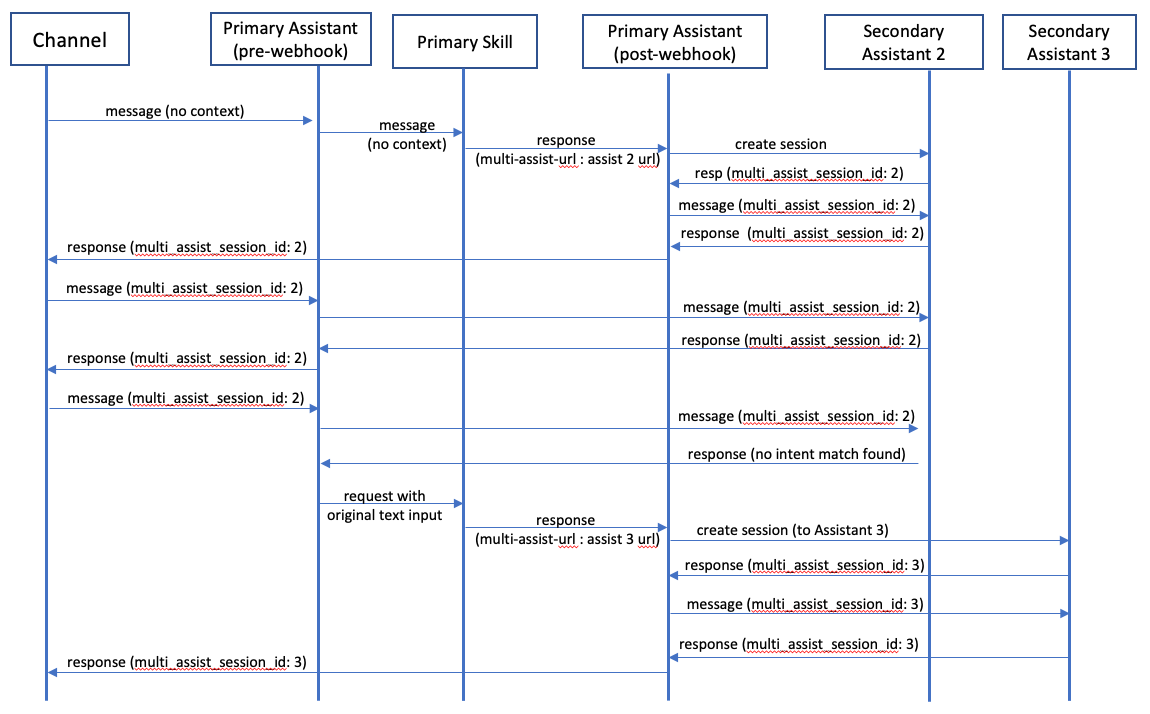 Channel
Primary Assistant
(pre-webhook)
Primary Skill
Primary Assistant
(post-webhook)
Secondary
Assistant 2
Secondary
Assistant 3
message (no context)
message
(no context)
response
(multi-assist-url : assist 2 url)
create session
resp (multi_assist_session_id: 2)
message (multi_assist_session_id: 2)
response  (multi_assist_session_id: 2)
response (multi_assist_session_id: 2)
message (multi_assist_session_id: 2)
message (multi_assist_session_id: 2)
response (multi_assist_session_id: 2)
response (multi_assist_session_id: 2)
message (multi_assist_session_id: 2)
message (multi_assist_session_id: 2)
response (no intent match found)
request with
original text input
response
(multi-assist-url : assist 3 url)
create session (to Assistant 3)
response (multi_assist_session_id: 3)
message (multi_assist_session_id: 3)
response (multi_assist_session_id: 3)
response (multi_assist_session_id: 3)